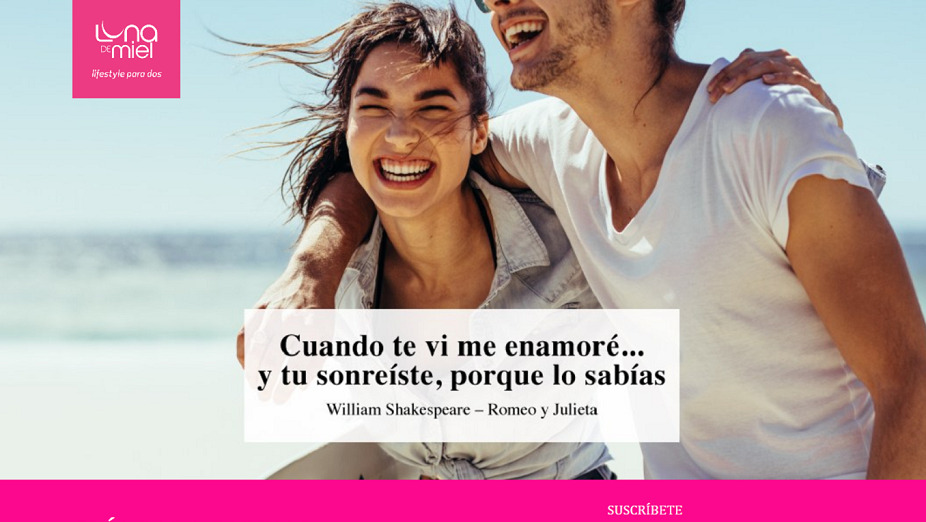 Luna
DE miel
lifestyle para dos
Cuando te vi me enamoré...
y tu sonreíste, porque lo sabías
William Shakespeare – Romeo y Julieta
SUSCRÍBETE